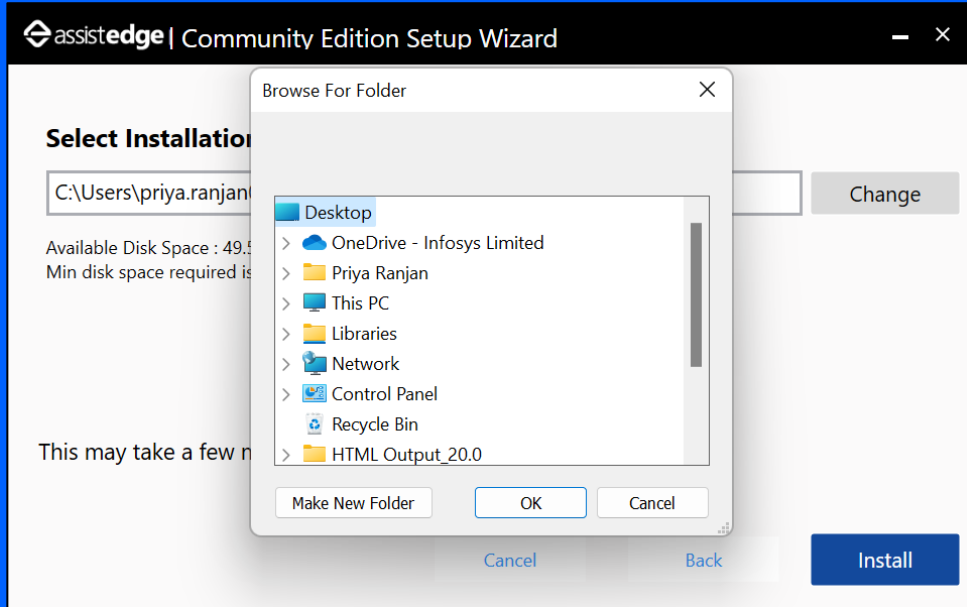 assistedge | Community Edition Setup Wizard
Browse For Folder
Select Installation
C:\Users\priya.ranjan
Change
Available Disk Space : 49.
Min disk space required is
Desktop
OneDrive - Infosys Limited
Priya Ranjan
This PC
Libraries
Network
Control Panel
Recycle Bin
HTML Output_20.0
This may take a few
Make New Folder
OK
Cancel
Cancel
Back
Install